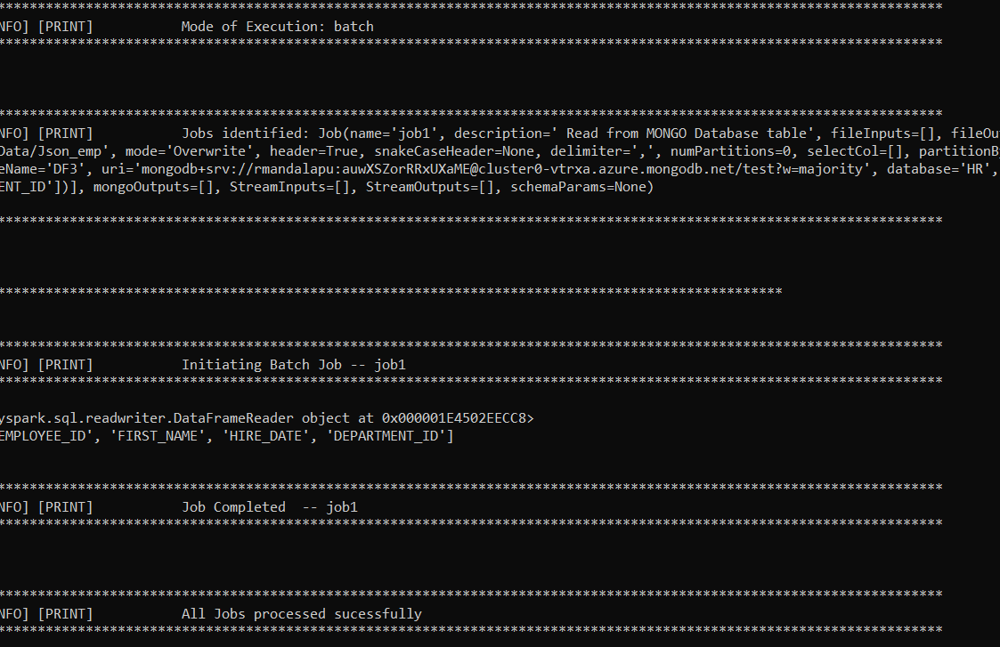 **********************************************************************************************************************
NFO] [PRINT] Mode of Execution: batch
**********************************************************************************************************************
**********************************************************************************************************************
NFO] [PRINT] Jobs identified: Job(name='job1', description=' Read from MONGO Database table', fileInputs=[], fileOu
Data/Json_emp', mode='Overwrite', header=True, snakeCaseHeader=None, delimiter=',', numPartitions=0, selectCol=[], partitionBy
eName='DF3', uri='mongodb+srv://rmandalapu:auwXSZorRRxUXaME@cluster0-vtrxa.azure.mongodb.net/test?w=majority', database='HR',
ENT_ID'])], mongoOutputs=[], StreamInputs=[], StreamOutputs=[], schemaParams=None)
**********************************************************************************************************************
**************************************************************************************************
**********************************************************************************************************************
NFO] [PRINT] Initiating Batch Job -- job1
**********************************************************************************************************************
yspark.sql.readwriter.DataFrameReader object at 0x000001E4502EECC8>
EMPLOYEE_ID', 'FIRST_NAME', 'HIRE_DATE', 'DEPARTMENT_ID']
**********************************************************************************************************************
NFO] [PRINT] Job Completed -- job1
**********************************************************************************************************************
**********************************************************************************************************************
NFO] [PRINT] All Jobs processed sucessfully
**********************************************************************************************************************